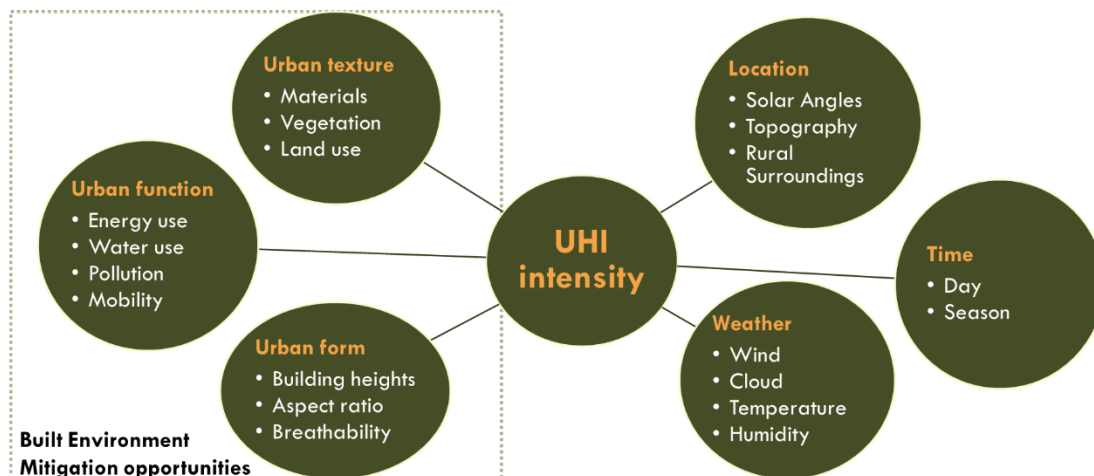 Urban texture
• Materials
• Vegetation
• Land use
Location
• Solar Angles
• Topography
• Rural
Surroundings
Urban function
• Energy use
• Water use
• Pollution
• Mobility
UHI
intensity
Time
• Day
• Season
Urban form
• Building heights
• Aspect ratio
• Breathability
Weather
• Wind
• Cloud
• Temperature
• Humidity
Built Environment
Mitigation opportunities